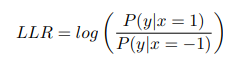 LLR = log ( P(y|x = 1) / P(y|x = −1) )